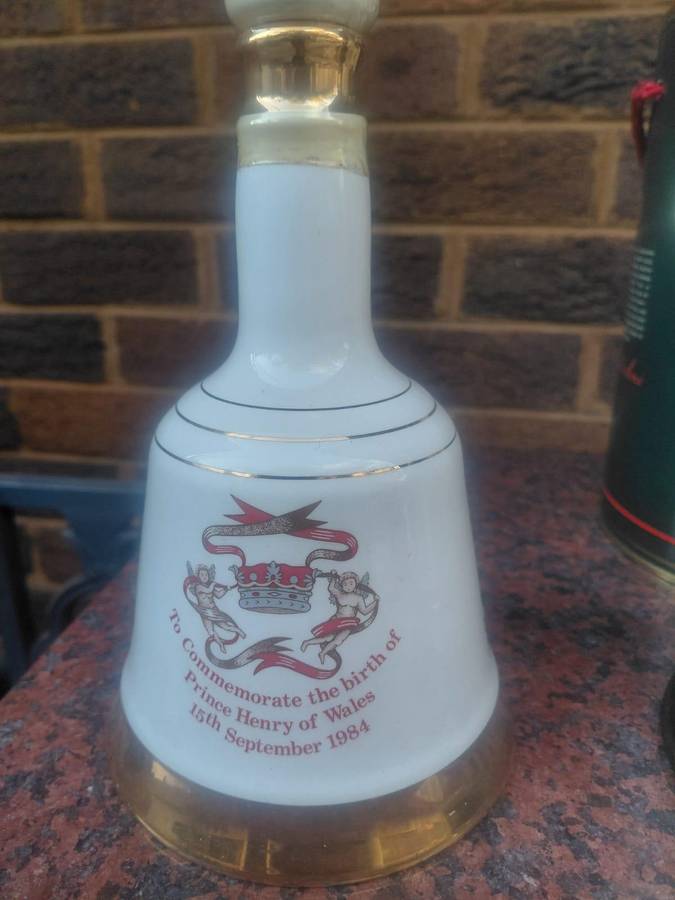 To Commemorate the birth of
Prince Henry of Wales
15th September 1984